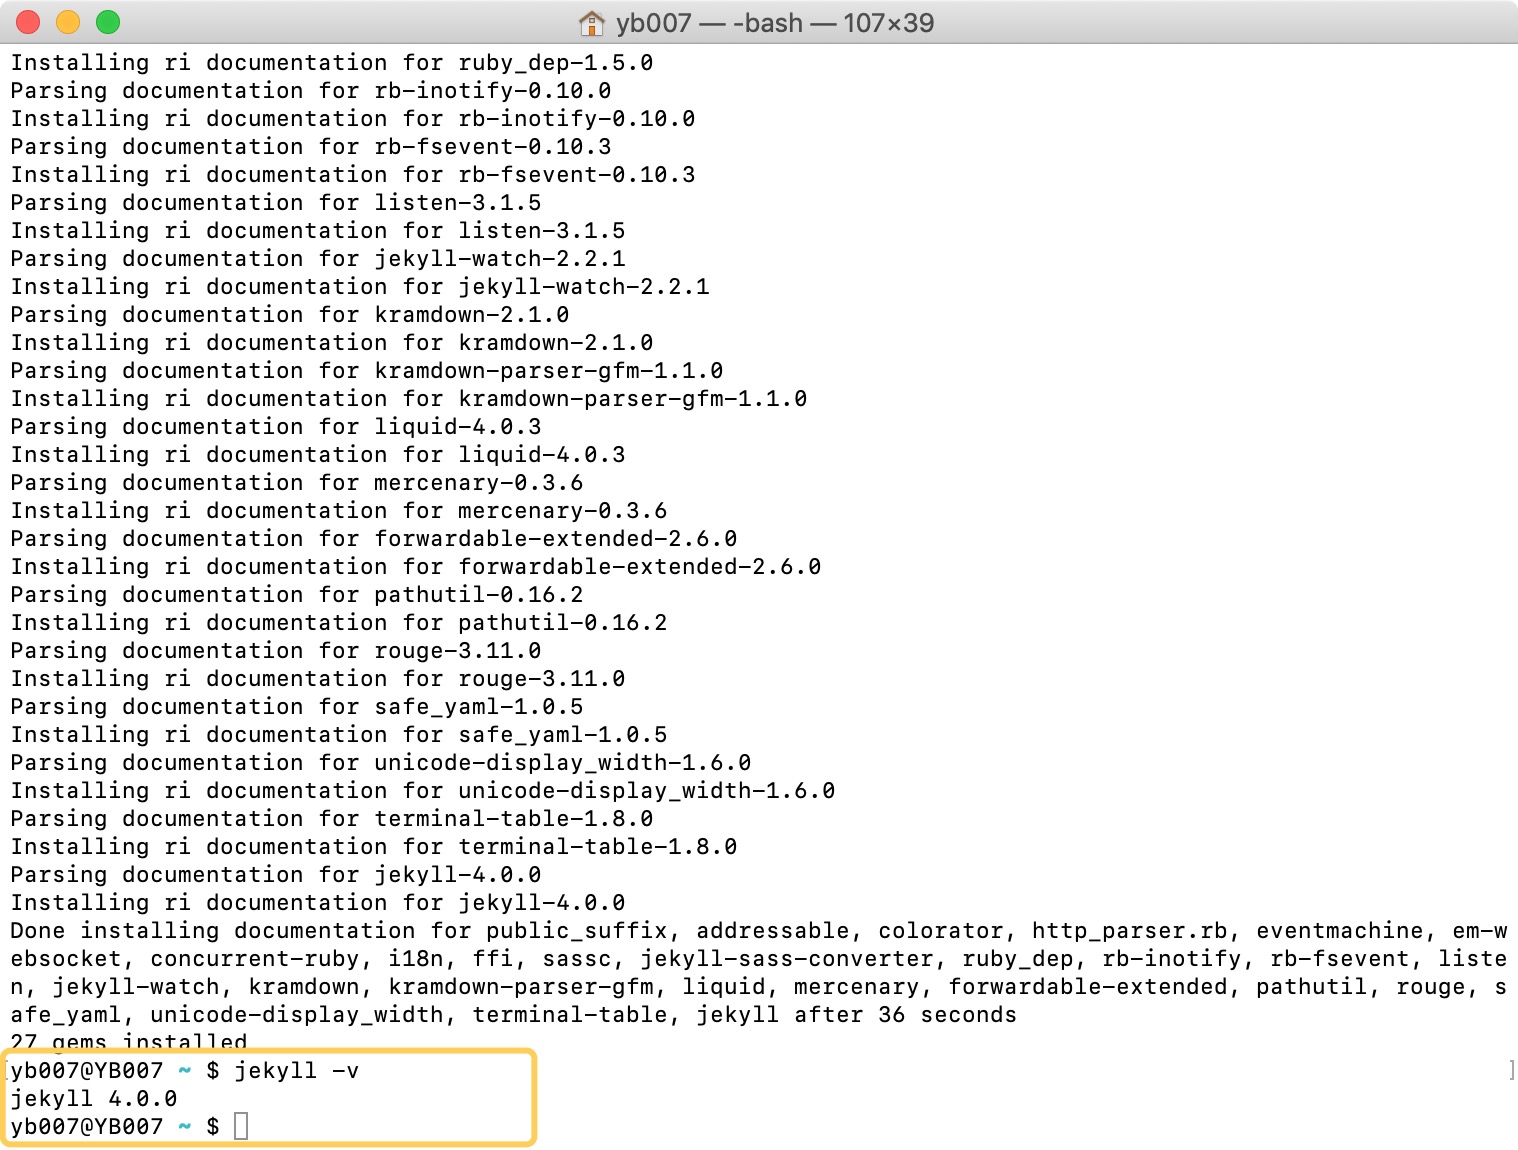 yb007 — -bash — 107×39
Installing ri documentation for ruby_dep-1.5.0
Parsing documentation for rb-inotify-0.10.0
Installing ri documentation for rb-inotify-0.10.0
Parsing documentation for rb-fsevent-0.10.3
Installing ri documentation for rb-fsevent-0.10.3
Parsing documentation for listen-3.1.5
Installing ri documentation for listen-3.1.5
Parsing documentation for jekyll-watch-2.2.1
Installing ri documentation for jekyll-watch-2.2.1
Parsing documentation for kramdown-2.1.0
Installing ri documentation for kramdown-2.1.0
Parsing documentation for kramdown-parser-gfm-1.1.0
Installing ri documentation for kramdown-parser-gfm-1.1.0
Parsing documentation for liquid-4.0.3
Installing ri documentation for liquid-4.0.3
Parsing documentation for mercenary-0.3.6
Installing ri documentation for mercenary-0.3.6
Parsing documentation for forwardable-extended-2.6.0
Installing ri documentation for forwardable-extended-2.6.0
Parsing documentation for pathutil-0.16.2
Installing ri documentation for pathutil-0.16.2
Parsing documentation for rouge-3.11.0
Installing ri documentation for rouge-3.11.0
Parsing documentation for safe_yaml-1.0.5
Installing ri documentation for safe_yaml-1.0.5
Parsing documentation for unicode-display_width-1.6.0
Installing ri documentation for unicode-display_width-1.6.0
Parsing documentation for terminal-table-1.8.0
Installing ri documentation for terminal-table-1.8.0
Parsing documentation for jekyll-4.0.0
Installing ri documentation for jekyll-4.0.0
Done installing documentation for public_suffix, addressable, colorator, http_parser.rb, eventmachine, em-w
ebsocket, concurrent-ruby, i18n, ffi, sassc, jekyll-sass-converter, ruby_dep, rb-inotify, rb-fsevent, liste
n, jekyll-watch, kramdown, kramdown-parser-gfm, liquid, mercenary, forwardable-extended, pathutil, rouge, s
afe_yaml, unicode-display_width, terminal-table, jekyll after 36 seconds
27 gems installed
[yb007@YB007 ~ $ jekyll -v ]
jekyll 4.0.0
yb007@YB007 ~ $